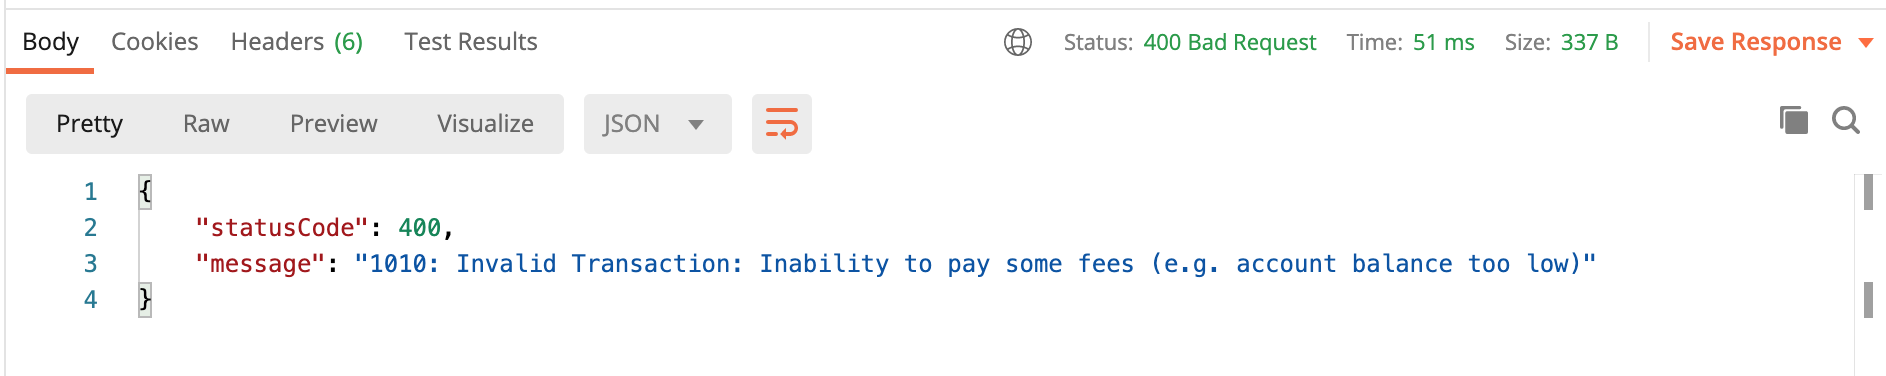 Body Cookies Headers (6) Test Results Status: 400 Bad Request Time: 51 ms Size: 337 B Save Response
Pretty Raw Preview Visualize JSON
1 {
2 "statusCode": 400,
3 "message": "1010: Invalid Transaction: Inability to pay some fees (e.g. account balance too low)"
4 }